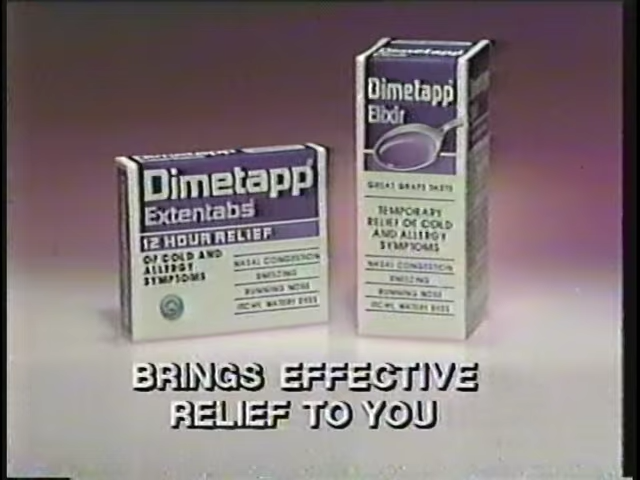 Dimetapp
Extentabs
12 HOUR RELIEF
OF COLD AND
ALLERGY
SYMPTOMS
NASAL CONGESTION
SNEEZING
RUNNING NOSE
ITCHY, WATERY EYES
Dimetapp
Dimetapp
Elixir
GREAT GRAPE TASTE
TEMPORARY
RELIEF OF COLD
AND ALLERGY
SYMPTOMS
NASAL CONGESTION
SNEEZING
RUNNING NOSE
ITCHY, WATERY EYES
BRINGS EFFECTIVE
RELIEF TO YOU